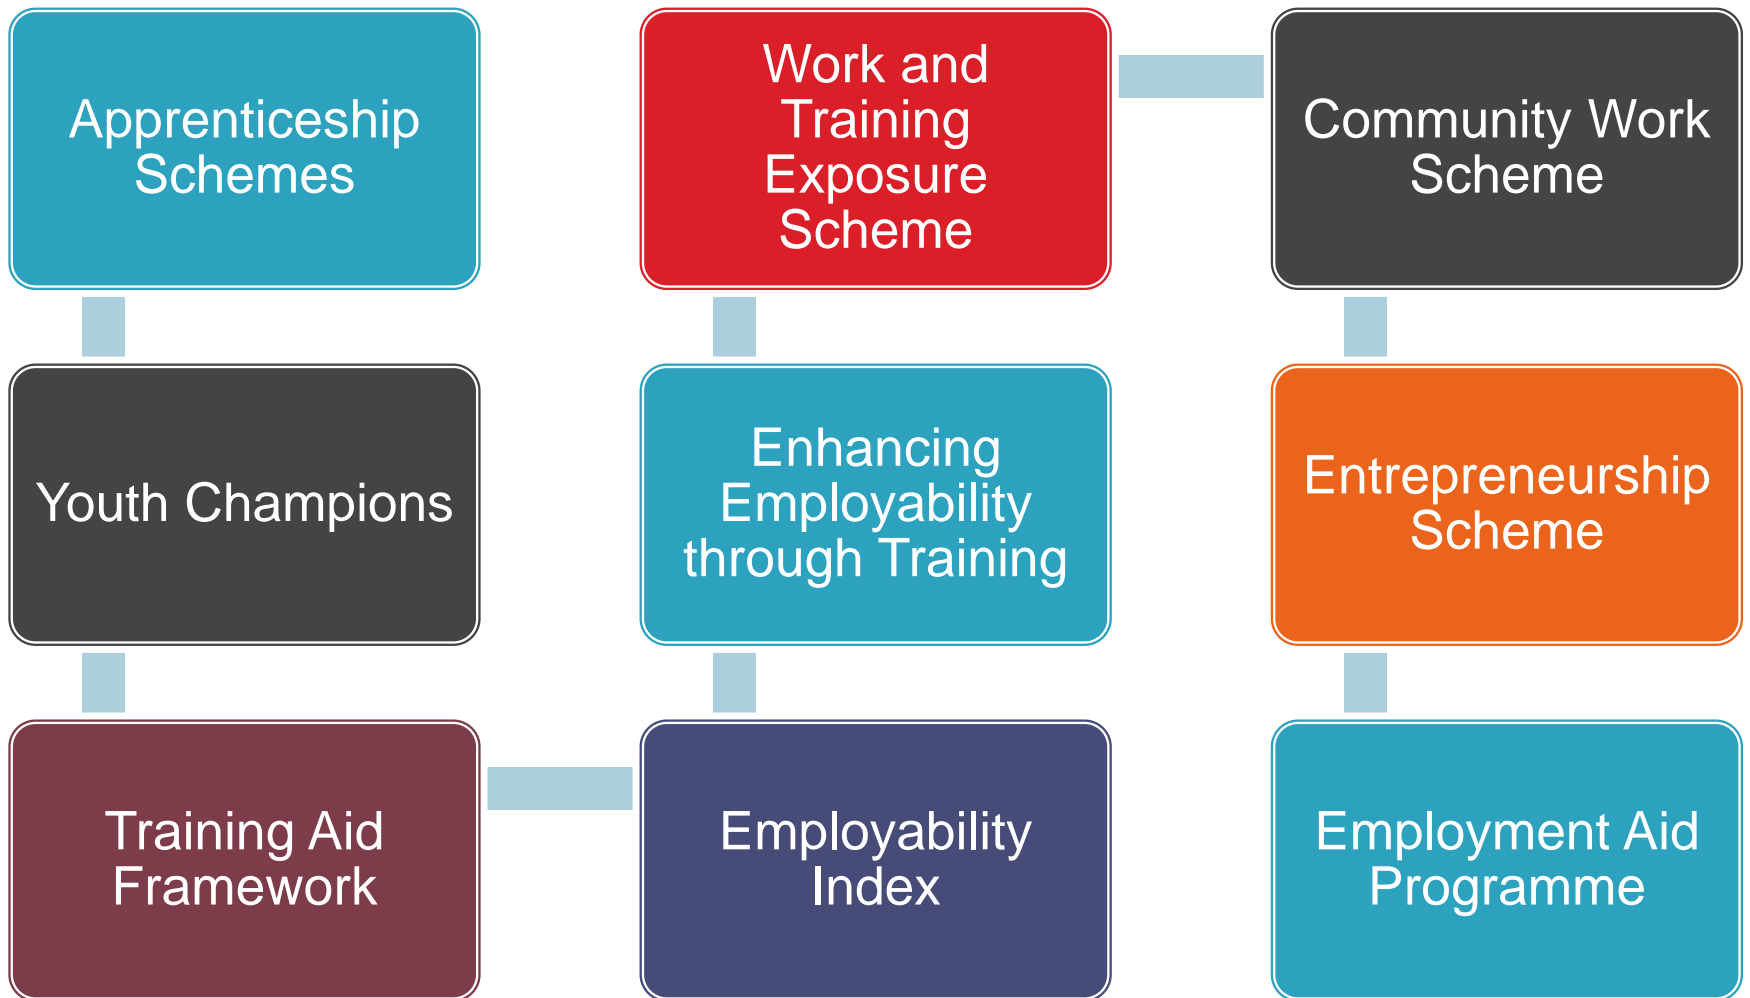 Apprenticeship
Schemes
Youth Champions
Training Aid
Framework
Employability
Index
Enhancing
Employability
through Training
Work and
Training
Exposure
Scheme
Community Work
Scheme
Entrepreneurship
Scheme
Employment Aid
Programme